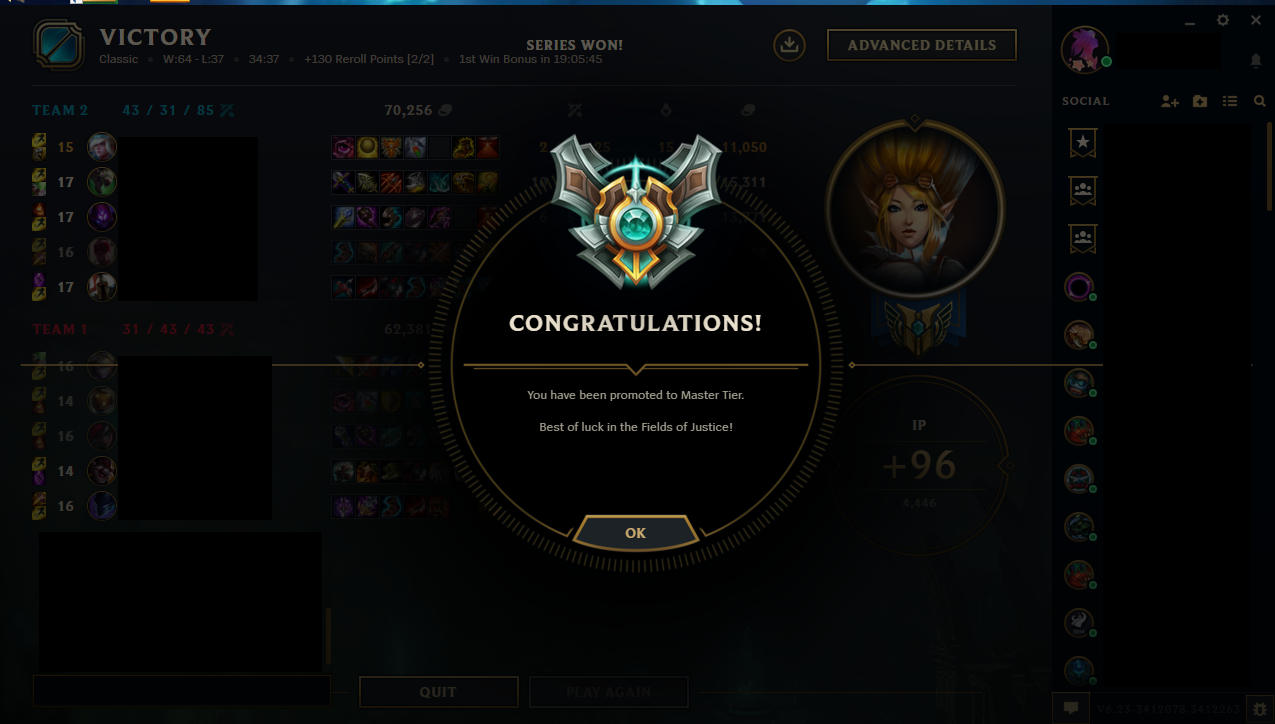 VICTORY
SERIES WON!
ADVANCED DETAILS
Classic • W:64 - L:37 • 34:37 • +130 Reroll Points [2/2] • 1st Win Bonus in 19:05:45
SOCIAL
TEAM 2 43 / 31 / 85 70,256
15 11,050
17
17
16
17
TEAM 1 31 / 43 / 43 62,381
16
14
16
14
16
CONGRATULATIONS!
You have been promoted to Master Tier.
Best of luck in the Fields of Justice!
OK
IP
+96
4,446
QUIT
PLAY AGAIN
V6.23-3412078-3412263